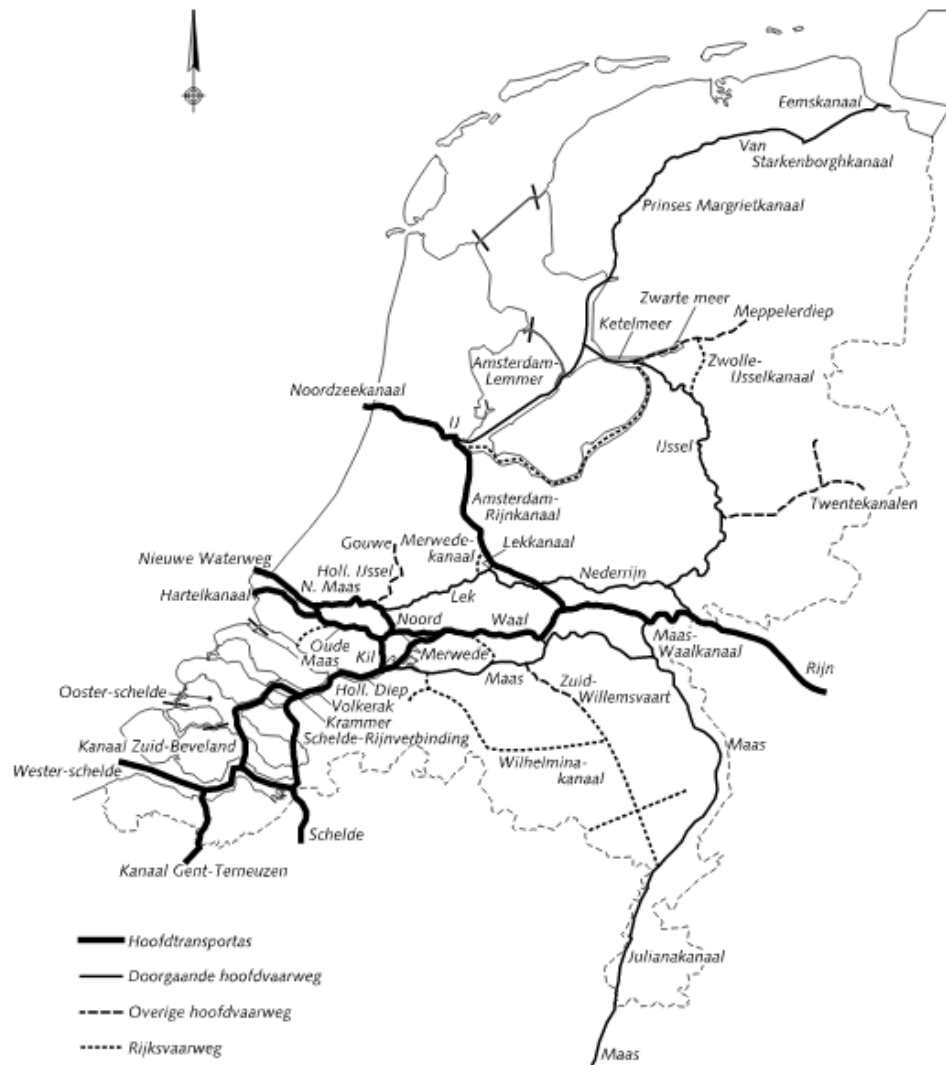 Eemskanaal
Van
Starkenborghkanaal
Prinses Margrietkanaal
Zwarte meer
Ketelmeer
Meppelerdiep
Amsterdam-
Lemmer
Zwolle-
IJsselkanaal
Noordzeekanaal
IJ
IJssel
Amsterdam-
Rijnkanaal
Twentekanalen
Gouwe
Merwede-
kanaal
Lekkanaal
Nieuwe Waterweg
Holl. IJssel
Nederrijn
N. Maas
Hartelkanaal
Lek
Noord
Waal
Oude
Maas
Kil
Merwede
Maas-
Waalkanaal
Rijn
Maas
Zuid-
Willemsvaart
Holl. Diep
Ooster-schelde
Volkerak
Krammer
Schelde-Rijnverbinding
Kanaal Zuid-Beveland
Maas
Wester-schelde
Wilhelmina-
kanaal
Schelde
Kanaal Gent-Terneuzen
Hoofdtransportas
Julianakanaal
Doorgaande hoofdvaarweg
Overige hoofdvaarweg
Rijksvaarweg
Maas